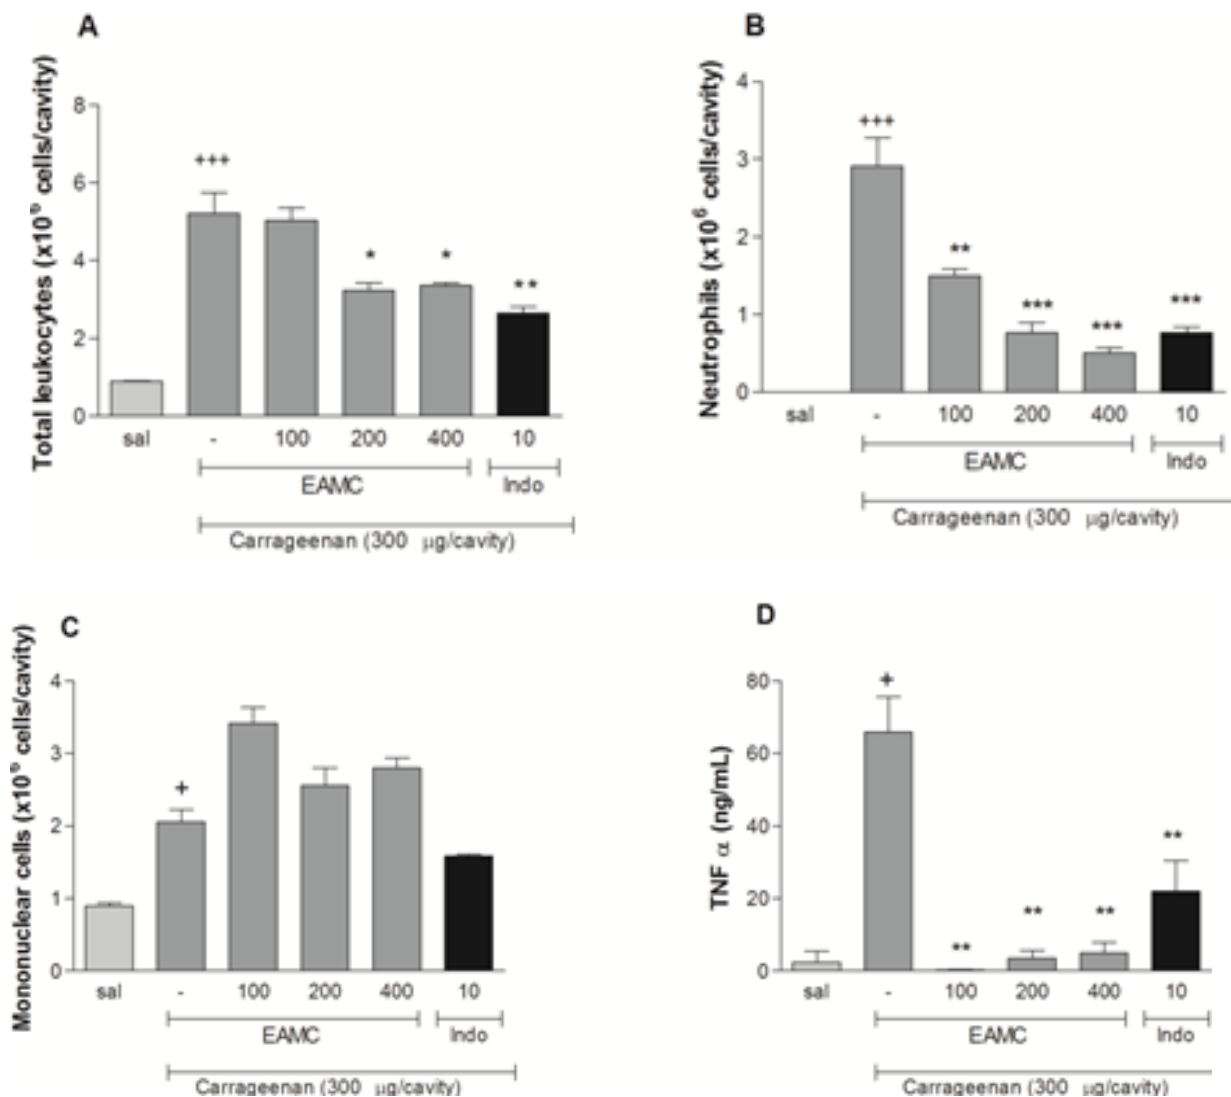 A
Total leukocytes (x10⁶ cells/cavity)
8
6
4
2
0
+++
*
*
**
sal
-
100
200
400
10
EAMC
Indo
Carrageenan (300 µg/cavity)
B
Neutrophils (x10⁶ cells/cavity)
4
3
2
1
0
+++
**
***
***
***
sal
-
100
200
400
10
EAMC
Indo
Carrageenan (300 µg/cavity)
C
Mononuclear cells (x10⁶ cells/cavity)
4
3
2
1
0
+
sal
-
100
200
400
10
EAMC
Indo
Carrageenan (300 µg/cavity)
D
TNF α (ng/mL)
80
60
40
20
0
+
**
**
**
**
sal
-
100
200
400
10
EAMC
Indo
Carrageenan (300 µg/cavity)